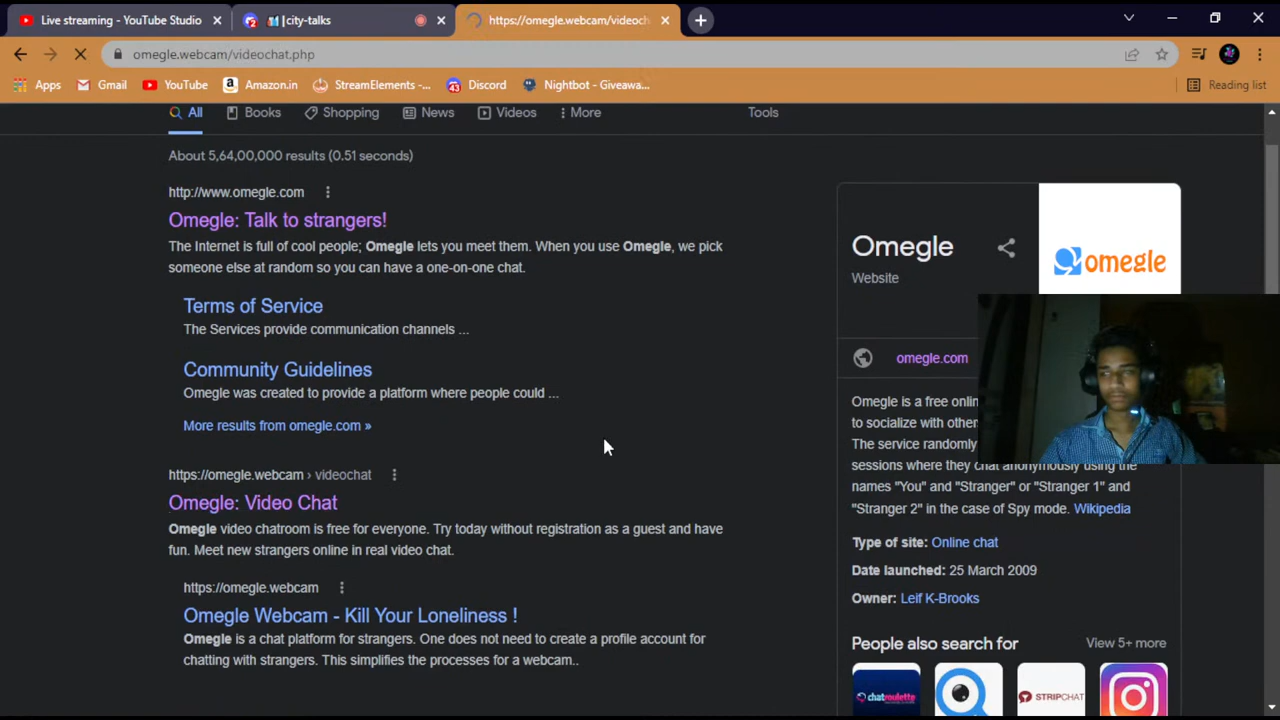 Live streaming - YouTube Studio
city-talks
https://omegle.webcam/videoch
omegle.webcam/videochat.php
Apps
Gmail
YouTube
Amazon.in
StreamElements -...
43
Discord
Nightbot - Giveawa...
Reading list
All
Books
Shopping
News
Videos
More
Tools
About 5,64,00,000 results (0.51 seconds)
http://www.omegle.com
Omegle: Talk to strangers!
The Internet is full of cool people; Omegle lets you meet them. When you use Omegle, we pick
someone else at random so you can have a one-on-one chat.
Terms of Service
The Services provide communication channels ...
Community Guidelines
Omegle was created to provide a platform where people could ...
More results from omegle.com »
https://omegle.webcam › videochat
Omegle: Video Chat
Omegle video chatroom is free for everyone. Try today without registration as a guest and have
fun. Meet new strangers online in real video chat.
https://omegle.webcam
Omegle Webcam - Kill Your Loneliness !
Omegle is a chat platform for strangers. One does not need to create a profile account for
chatting with strangers. This simplifies the processes for a webcam..
Omegle
Website
omegle
omegle.com
Omegle is a free onlin
to socialize with other
The service randomly
sessions where they chat anonymously using the
names "You" and "Stranger" or "Stranger 1" and
"Stranger 2" in the case of Spy mode. Wikipedia
Type of site: Online chat
Date launched: 25 March 2009
Owner: Leif K-Brooks
People also search for
View 5+ more
chatroulette
STRIPCHAT